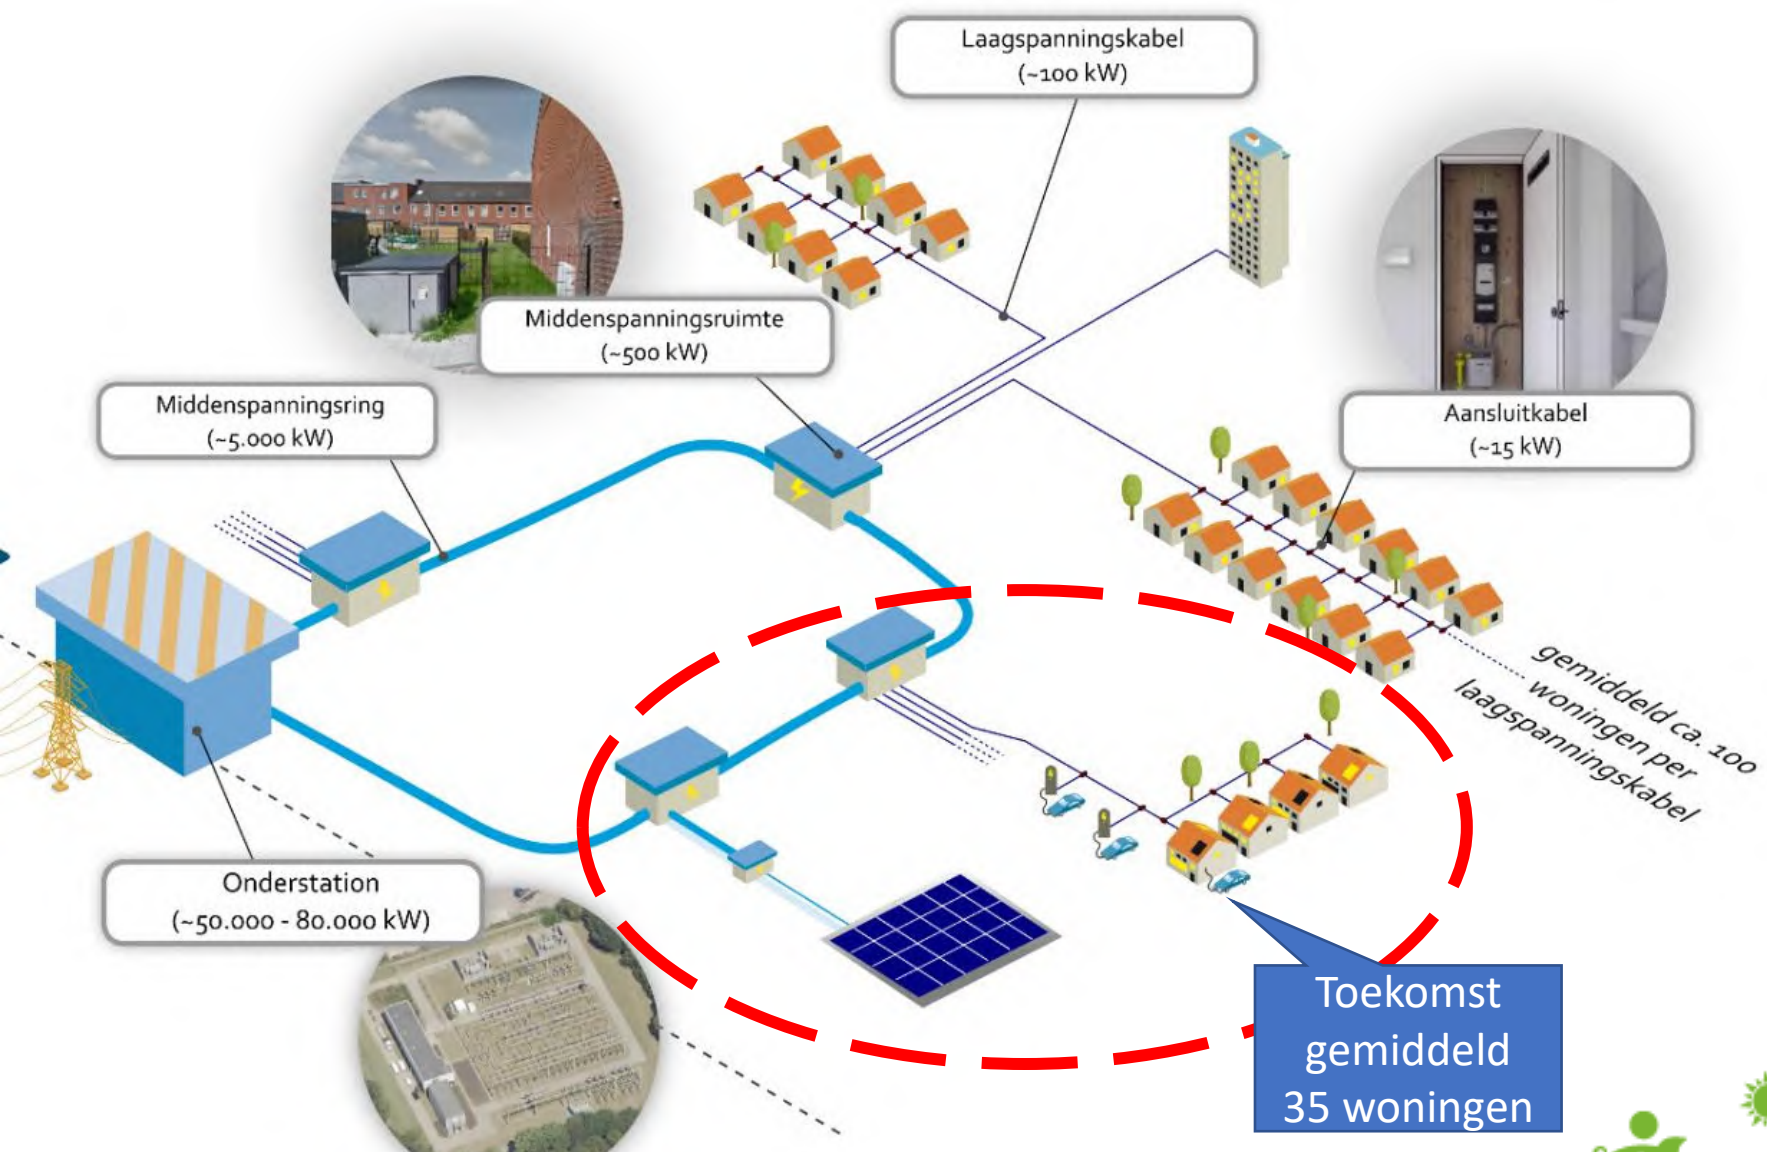 Laagspanningskabel
(~100 kW)
Middenspanningsruimte
(~500 kW)
Middenspanningsring
(~5.000 kW)
Aansluitkabel
(~15 kW)
gemiddeld ca. 100
woningen per
laagspanningskabel
Onderstation
(~50.000 - 80.000 kW)
Toekomst
gemiddeld
35 woningen